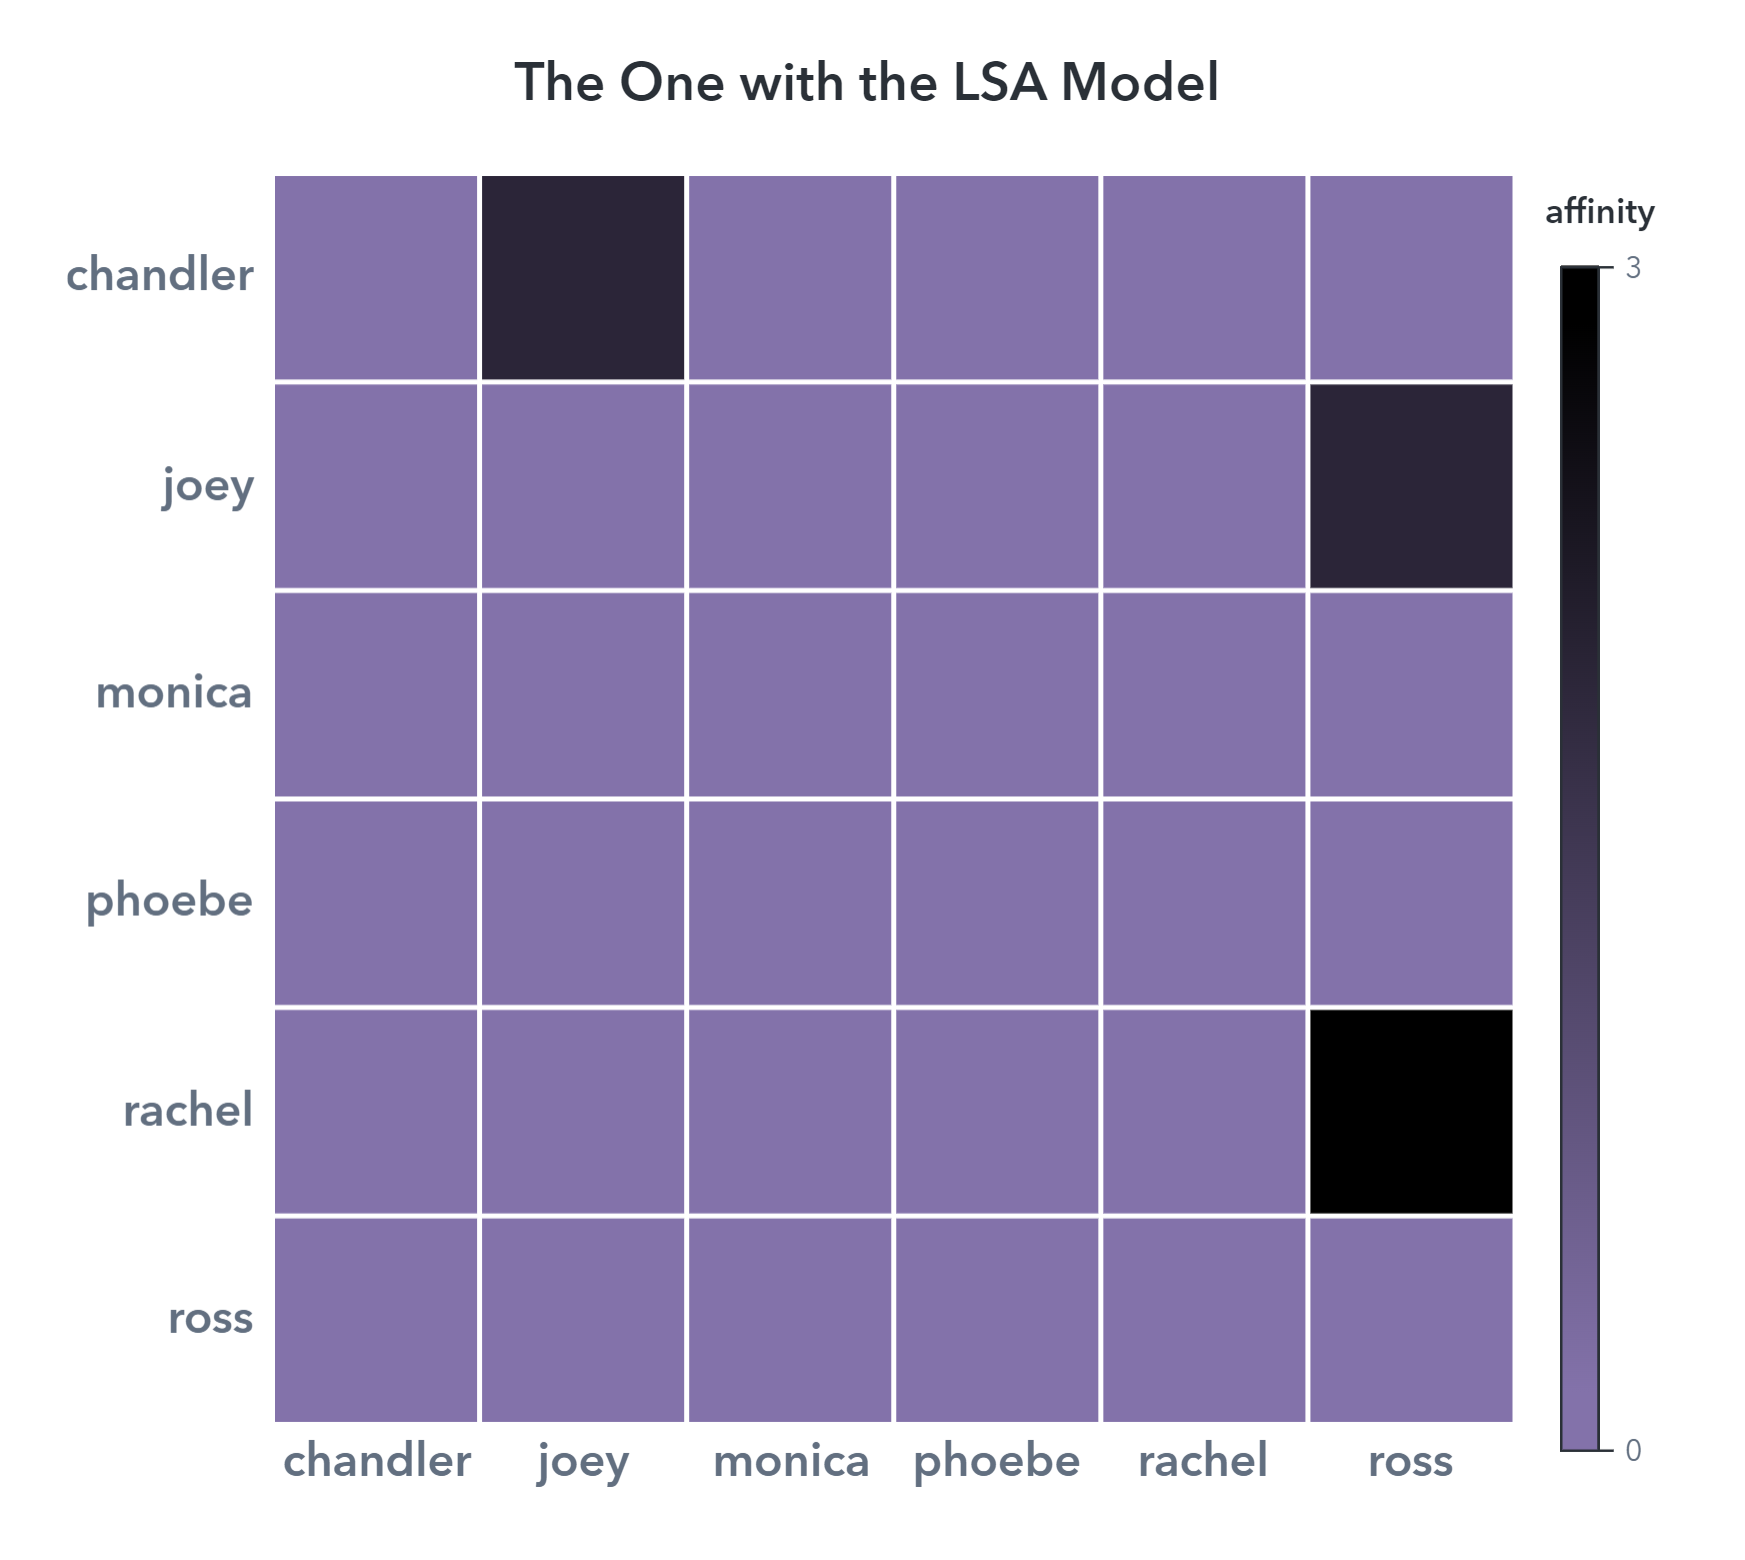 The One with the LSA Model
affinity
3
chandler
joey
monica
phoebe
rachel
ross
0
chandler joey monica phoebe rachel ross